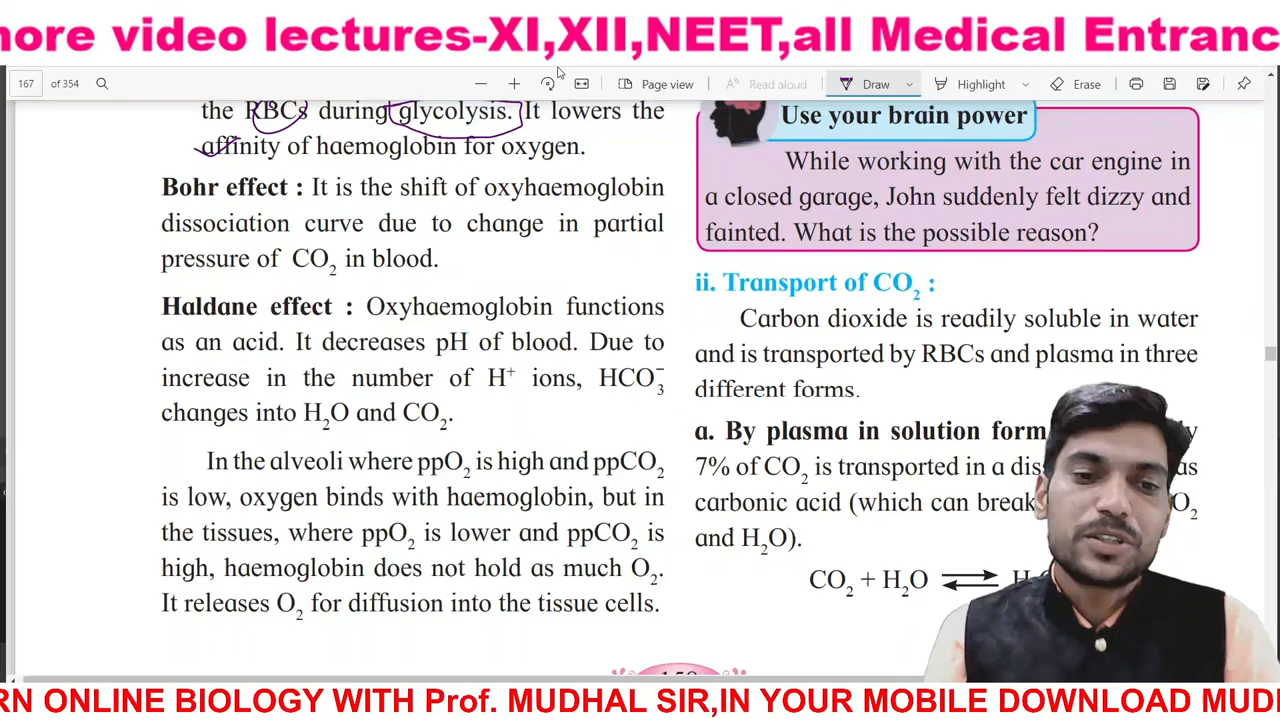 more video lectures-XI,XII,NEET,all Medical Entranc
167 of 354
Page view
Read aloud
Draw
Highlight
Erase
the RBCs during glycolysis. It lowers the
affinity of haemoglobin for oxygen.
Bohr effect : It is the shift of oxyhaemoglobin
dissociation curve due to change in partial
pressure of CO₂ in blood.
Haldane effect : Oxyhaemoglobin functions
as an acid. It decreases pH of blood. Due to
increase in the number of H⁺ ions, HCO₃⁻
changes into H₂O and CO₂.
In the alveoli where ppO₂ is high and ppCO₂
is low, oxygen binds with haemoglobin, but in
the tissues, where ppO₂ is lower and ppCO₂ is
high, haemoglobin does not hold as much O₂.
It releases O₂ for diffusion into the tissue cells.
Use your brain power
While working with the car engine in
a closed garage, John suddenly felt dizzy and
fainted. What is the possible reason?
ii. Transport of CO₂ :
Carbon dioxide is readily soluble in water
and is transported by RBCs and plasma in three
different forms.
a. By plasma in solution form
7% of CO₂ is transported in a as
carbonic acid (which can break O₂
and H₂O).
CO₂ + H₂O ⇌
RN ONLINE BIOLOGY WITH Prof. MUDHAL SIR,IN YOUR MOBILE DOWNLOAD MUD